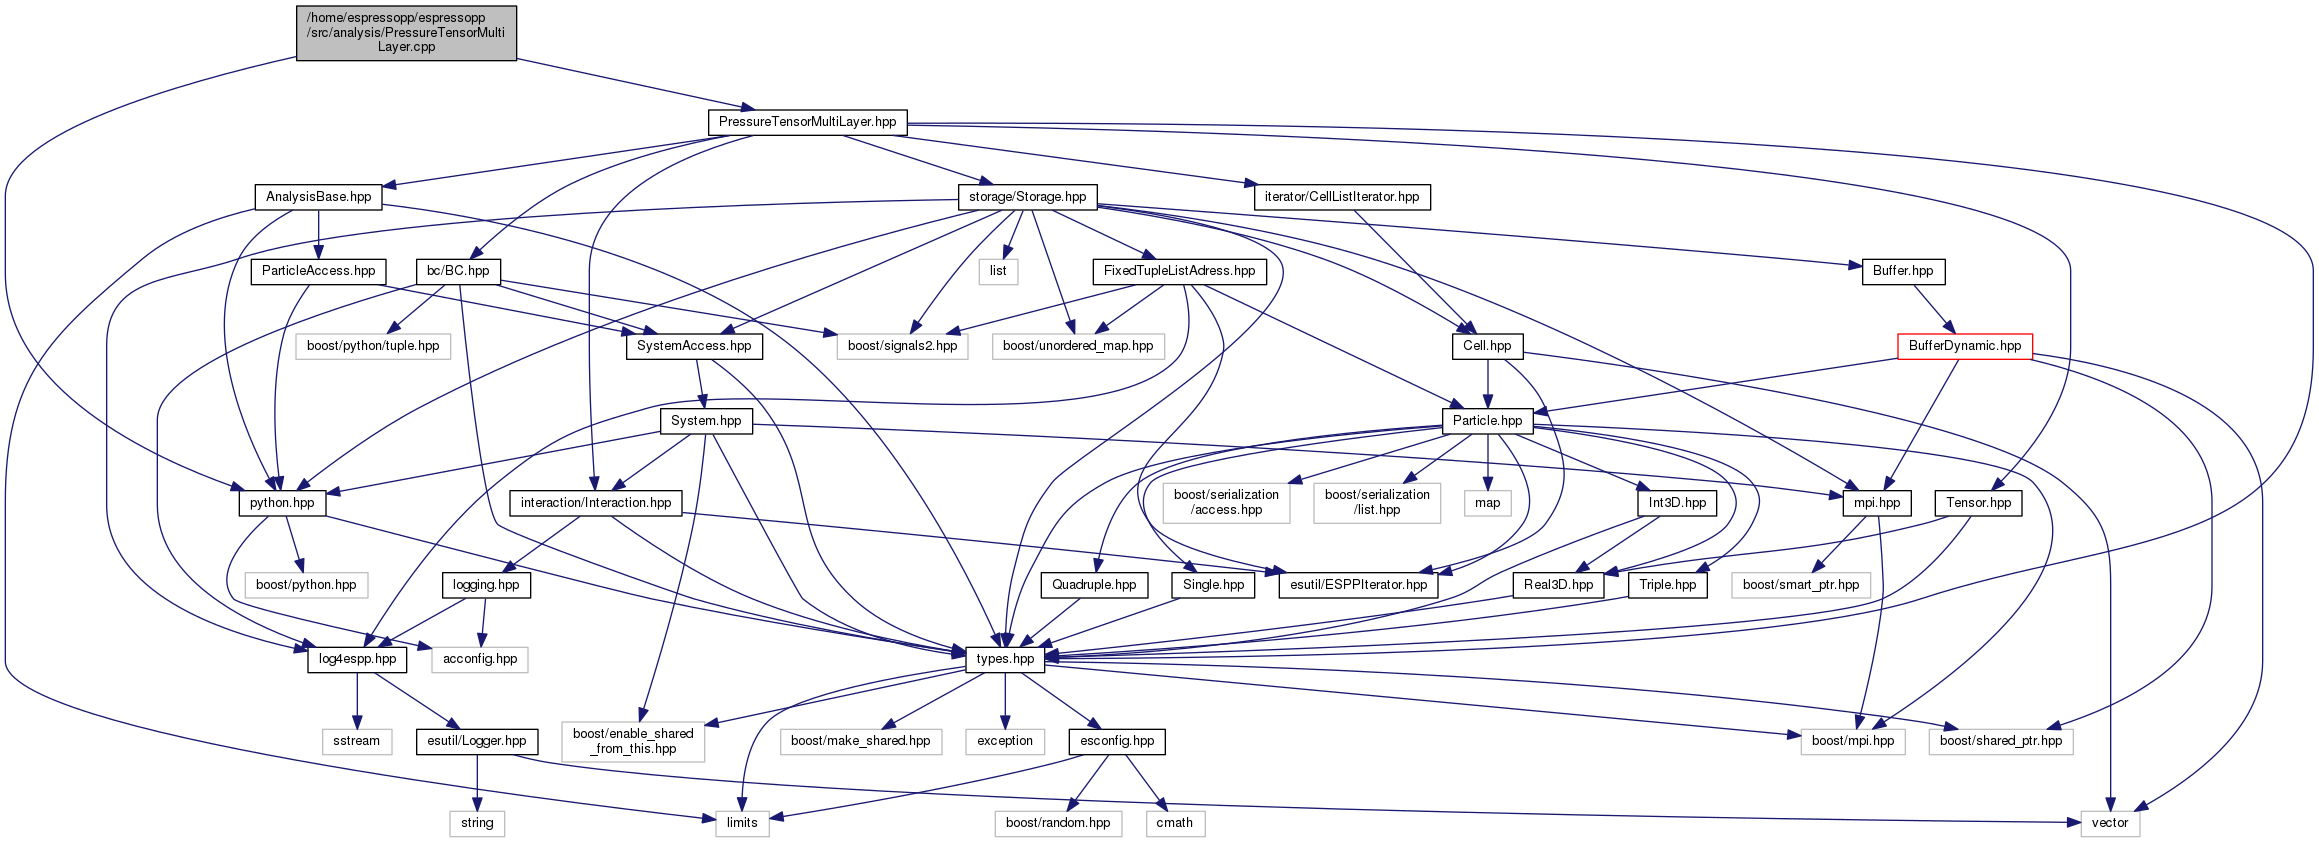 /home/espressopp/espressopp
/src/analysis/PressureTensorMulti
Layer.cpp
PressureTensorMultiLayer.hpp
AnalysisBase.hpp
storage/Storage.hpp
iterator/CellListIterator.hpp
ParticleAccess.hpp
bc/BC.hpp
list
FixedTupleListAdress.hpp
Buffer.hpp
boost/python/tuple.hpp
SystemAccess.hpp
boost/signals2.hpp
boost/unordered_map.hpp
Cell.hpp
BufferDynamic.hpp
System.hpp
Particle.hpp
python.hpp
interaction/Interaction.hpp
boost/serialization
/access.hpp
boost/serialization
/list.hpp
map
Int3D.hpp
mpi.hpp
Tensor.hpp
boost/python.hpp
logging.hpp
Quadruple.hpp
Single.hpp
esutil/ESPPIterator.hpp
Real3D.hpp
Triple.hpp
boost/smart_ptr.hpp
log4espp.hpp
acconfig.hpp
types.hpp
sstream
esutil/Logger.hpp
boost/enable_shared
_from_this.hpp
boost/make_shared.hpp
exception
esconfig.hpp
boost/mpi.hpp
boost/shared_ptr.hpp
string
limits
boost/random.hpp
cmath
vector